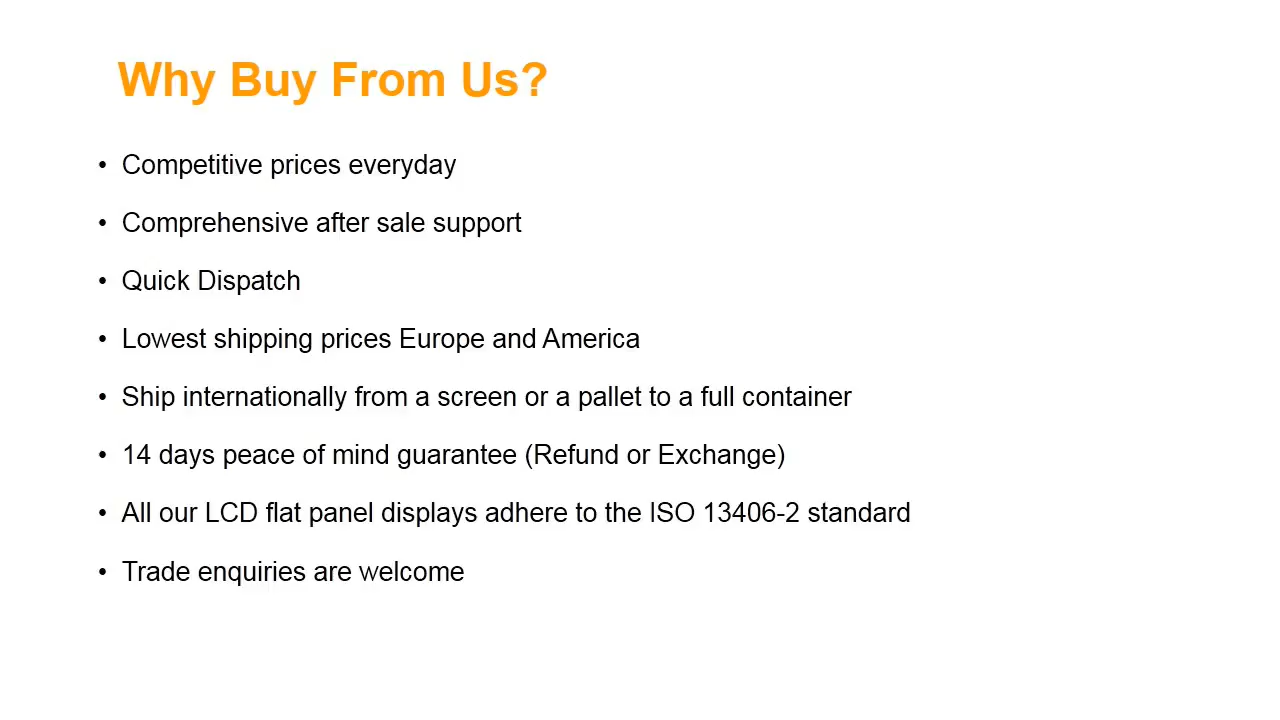 Why Buy From Us?
• Competitive prices everyday
• Comprehensive after sale support
• Quick Dispatch
• Lowest shipping prices Europe and America
• Ship internationally from a screen or a pallet to a full container
• 14 days peace of mind guarantee (Refund or Exchange)
• All our LCD flat panel displays adhere to the ISO 13406-2 standard
• Trade enquiries are welcome